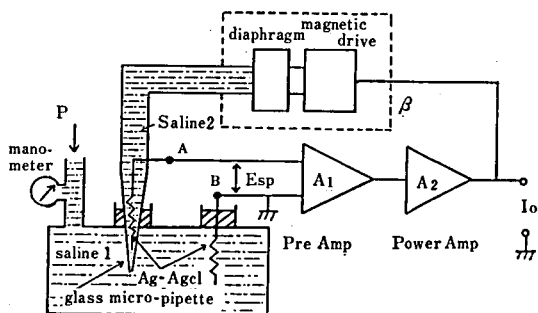 magnetic
diaphragm drive
β
Saline2
P
A
mano-
meter
Esp
B
A1
A2
Io
Pre Amp
Power Amp
saline 1
Ag-Agcl
glass micro-pipette